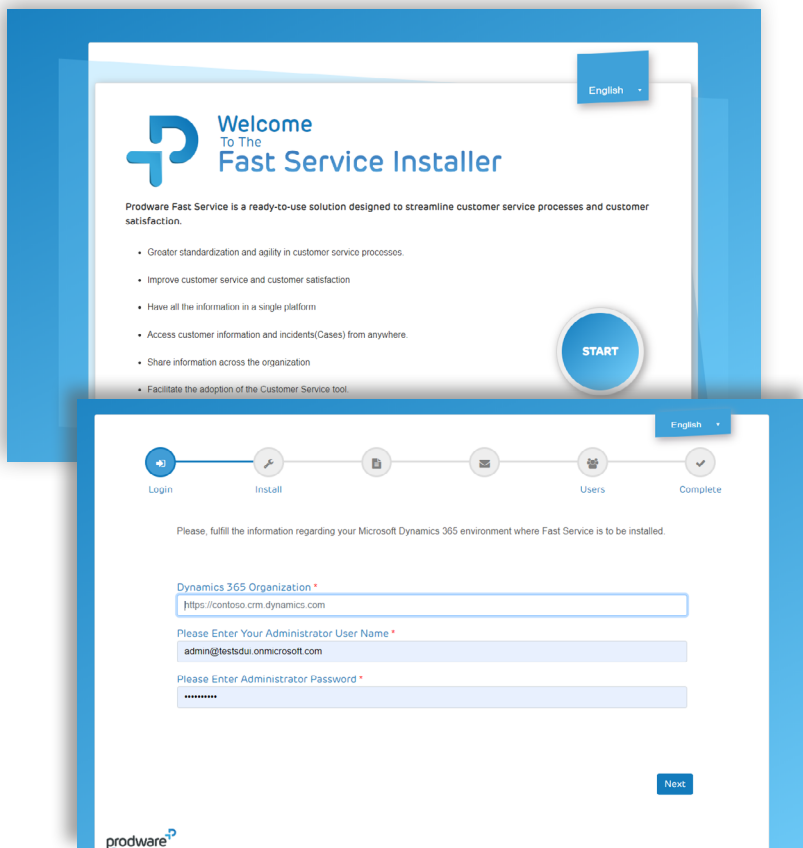 English
Welcome
To The
Fast Service Installer
Prodware Fast Service is a ready-to-use solution designed to streamline customer service processes and customer
satisfaction.
• Greater standardization and agility in customer service processes.
• Improve customer service and customer satisfaction
• Have all the information in a single platform
• Access customer information and incidents(Cases) from anywhere.
• Share information across the organization
• Facilitate the adoption of the Customer Service tool.
START
English
Login
Install
Users
Complete
Please, fulfill the information regarding your Microsoft Dynamics 365 environment where Fast Service is to be installed.
Dynamics 365 Organization *
https://contoso.crm.dynamics.com
Please Enter Your Administrator User Name *
admin@testsdui.onmicrosoft.com
Please Enter Administrator Password *
••••••••••
Next
prodware